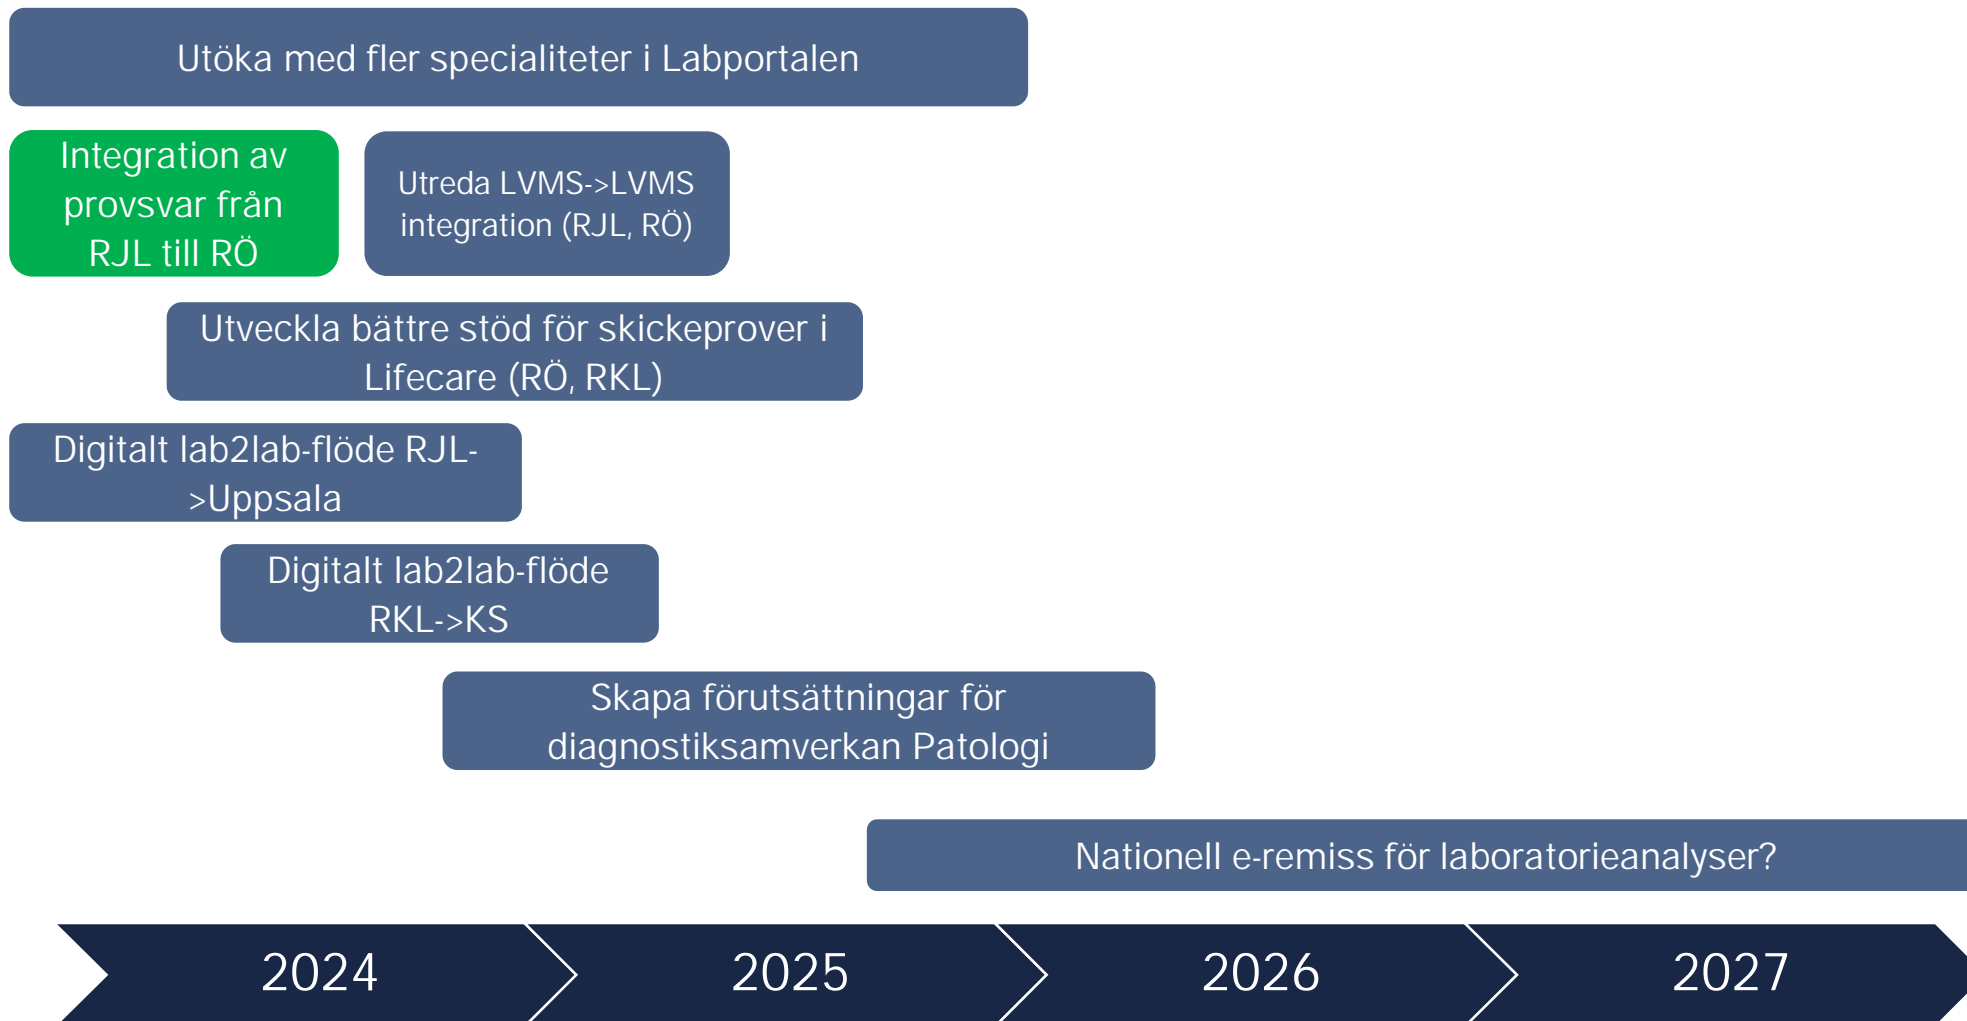 Utöka med fler specialiteter i Labportalen
Integration av
provsvar från
RJL till RÖ
Utreda LVMS->LVMS
integration (RJL, RÖ)
Utveckla bättre stöd för skickeprover i
Lifecare (RÖ, RKL)
Digitalt lab2lab-flöde RJL-
>Uppsala
Digitalt lab2lab-flöde
RKL->KS
Skapa förutsättningar för
diagnostiksamverkan Patologi
Nationell e-remiss för laboratorieanalyser?
2024
2025
2026
2027